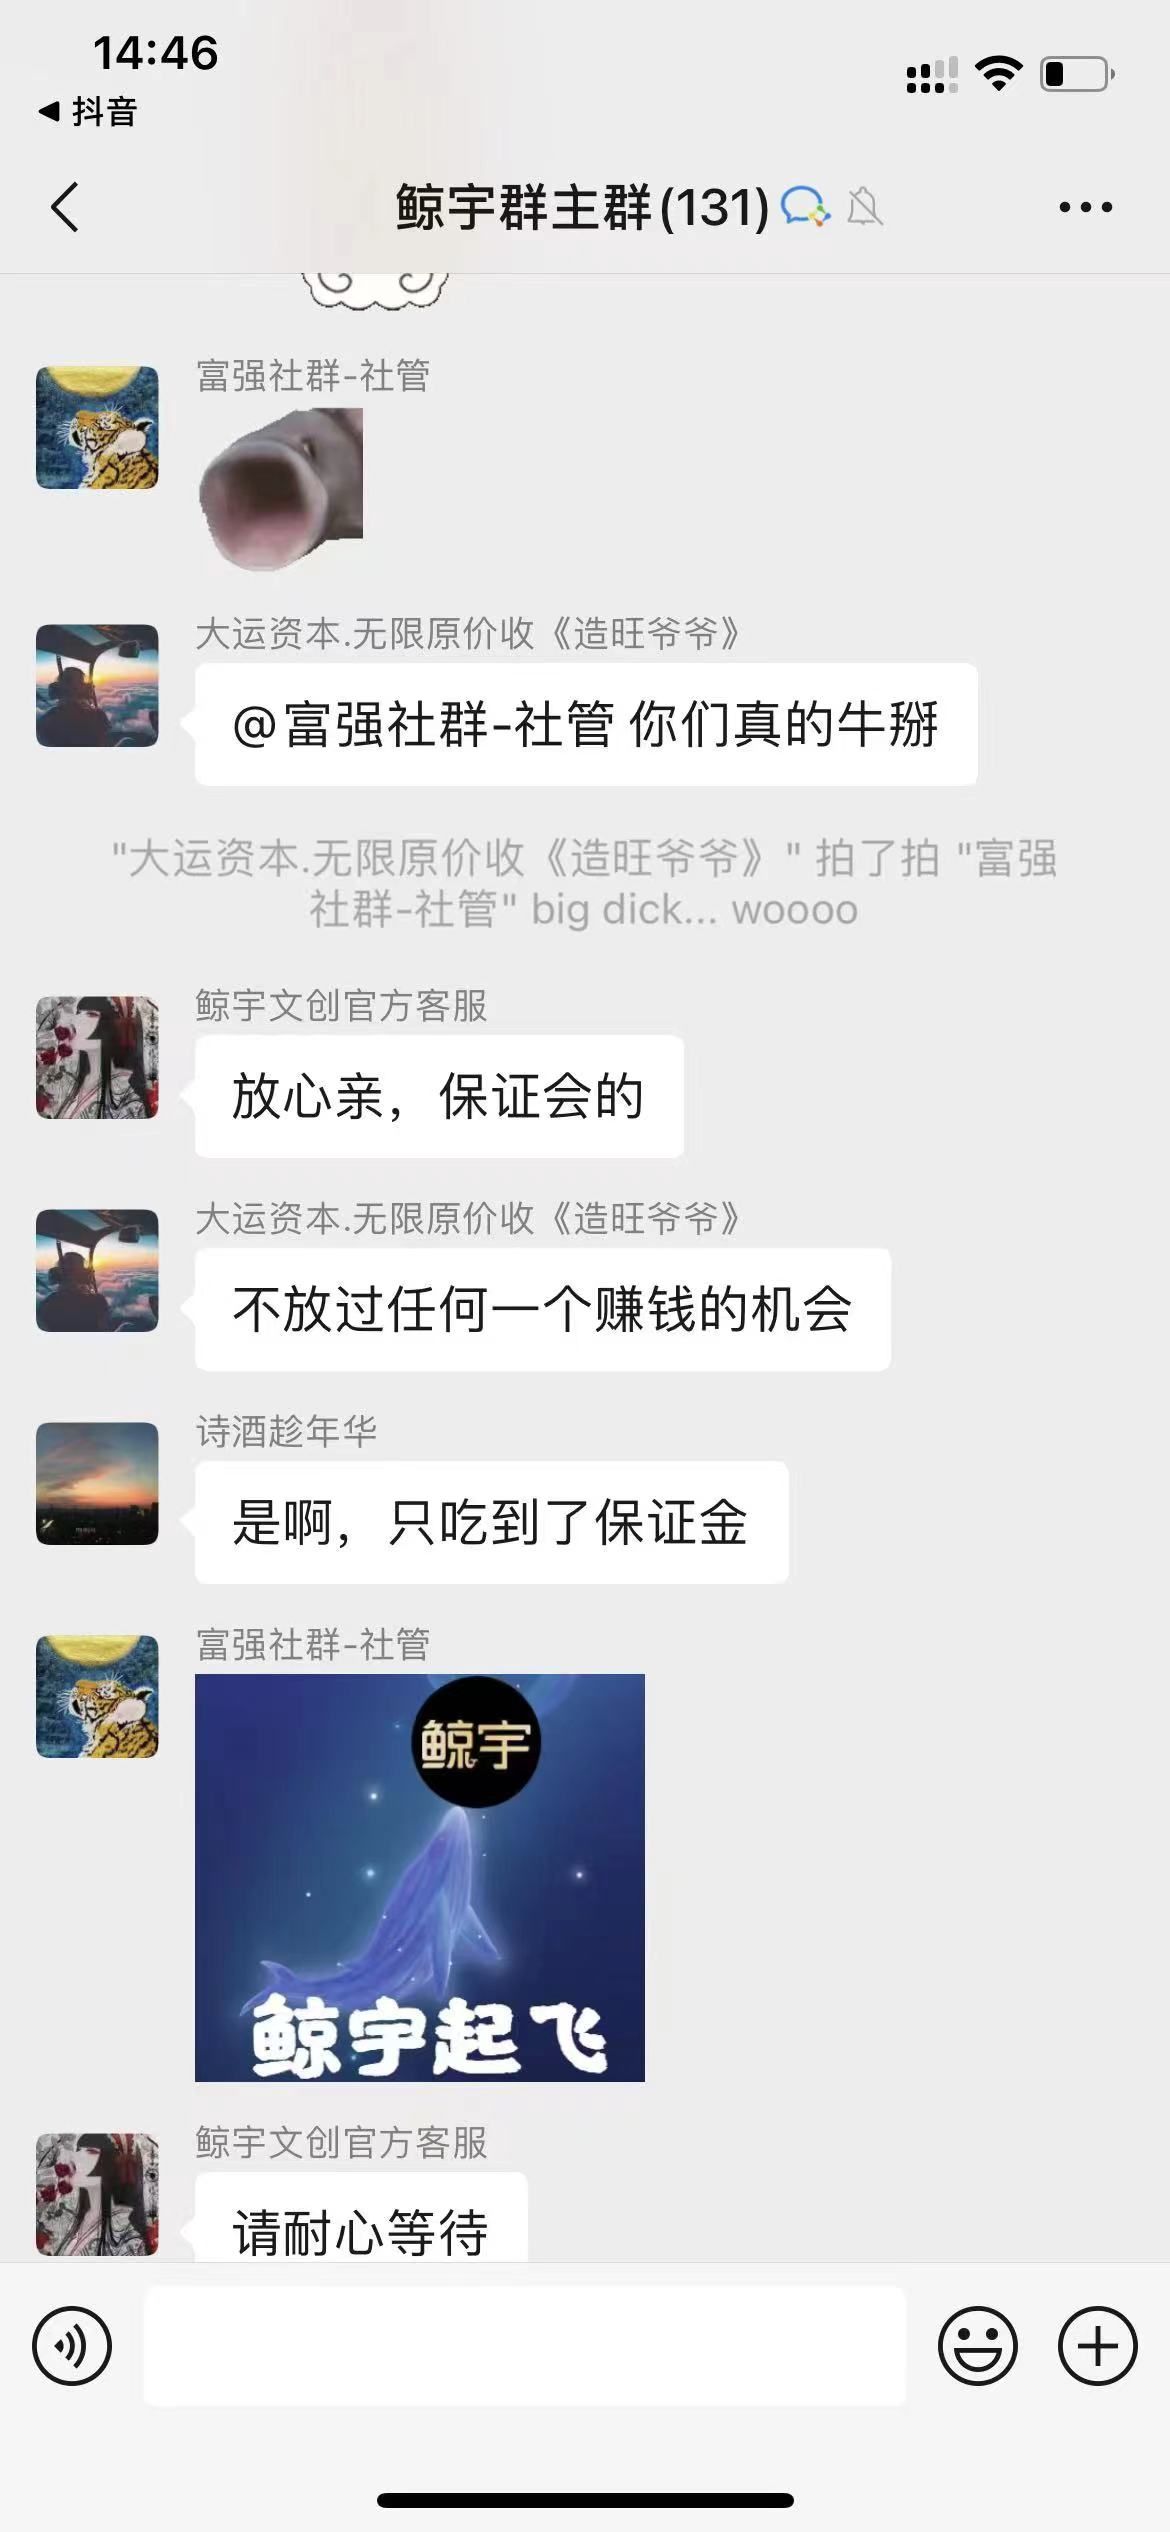 14:46
抖音
鲸宇群主群(131)
富强社群-社管
大运资本.无限原价收《造旺爷爷》
@富强社群-社管 你们真的牛掰
"大运资本.无限原价收《造旺爷爷》" 拍了拍 "富强
社群-社管" big dick... woooo
鲸宇文创官方客服
放心亲，保证会的
大运资本.无限原价收《造旺爷爷》
不放过任何一个赚钱的机会
诗酒趁年华
是啊，只吃到了保证金
富强社群-社管
鲸宇
鲸宇起飞
鲸宇文创官方客服
请耐心等待